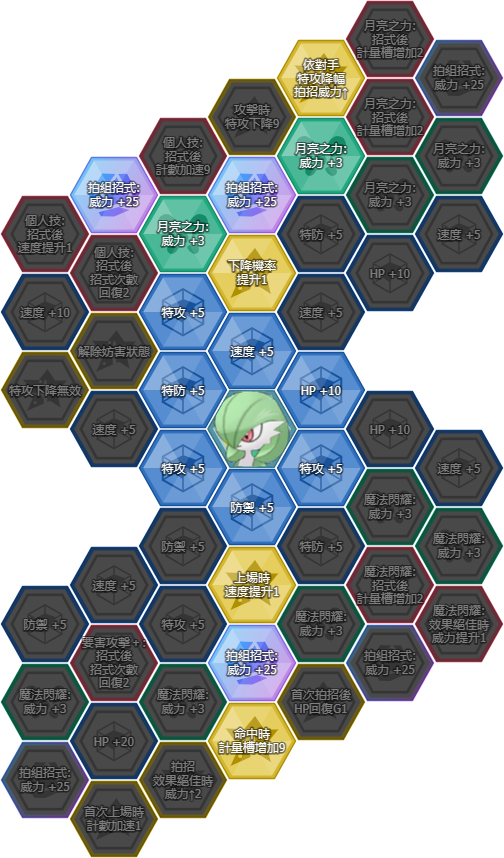 月亮之力:
招式後
計量槽增加2
依對手
特攻降幅
拍招威力↑
拍組招式:
威力 +25
攻擊時
特攻下降9
月亮之力:
招式後
計量槽增加2
個人技:
招式後
計數加速9
月亮之力:
威力 +3
月亮之力:
威力 +3
拍組招式:
威力 +25
拍組招式:
威力 +25
月亮之力:
威力 +3
個人技:
招式後
速度提升1
月亮之力:
威力 +3
特防 +5
速度 +5
個人技:
招式後
招式次數
回復2
下降機率
提升1
HP +10
速度 +10
特攻 +5
速度 +5
解除妨害狀態
速度 +5
特攻下降無效
特防 +5
HP +10
速度 +5
HP +10
特攻 +5
特攻 +5
速度 +5
防禦 +5
魔法閃耀:
威力 +3
防禦 +5
特防 +5
魔法閃耀:
威力 +3
速度 +5
上場時
速度提升1
魔法閃耀:
招式後
計量槽增加2
防禦 +5
特攻 +5
魔法閃耀:
威力 +3
魔法閃耀:
效果絕佳時
威力提升1
要害攻擊＋:
招式後
招式次數
回復2
拍組招式:
威力 +25
拍組招式:
威力 +25
魔法閃耀:
威力 +3
魔法閃耀:
威力 +3
首次拍招後
HP回復G1
HP +20
命中時
計量槽增加9
拍組招式:
威力 +25
拍招
效果絕佳時
威力↑2
首次上場時
計數加速1